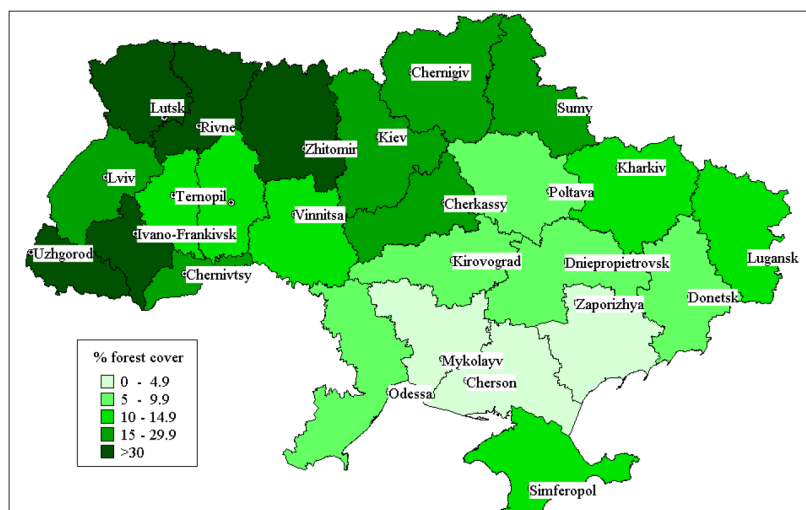 Chernigiv
Sumy
Lutsk
Rivne
Kiev
Zhitomir
Kharkiv
Lviv
Ternopil
Poltava
Cherkassy
Vinnitsa
Ivano-Frankivsk
Uzhgorod
Lugansk
Kirovograd
Dniepropietrovsk
Chernivtsy
Donetsk
Zaporizhya
Mykolayv
Cherson
Odessa
Simferopol
% forest cover
0 - 4.9
5 - 9.9
10 - 14.9
15 - 29.9
>30